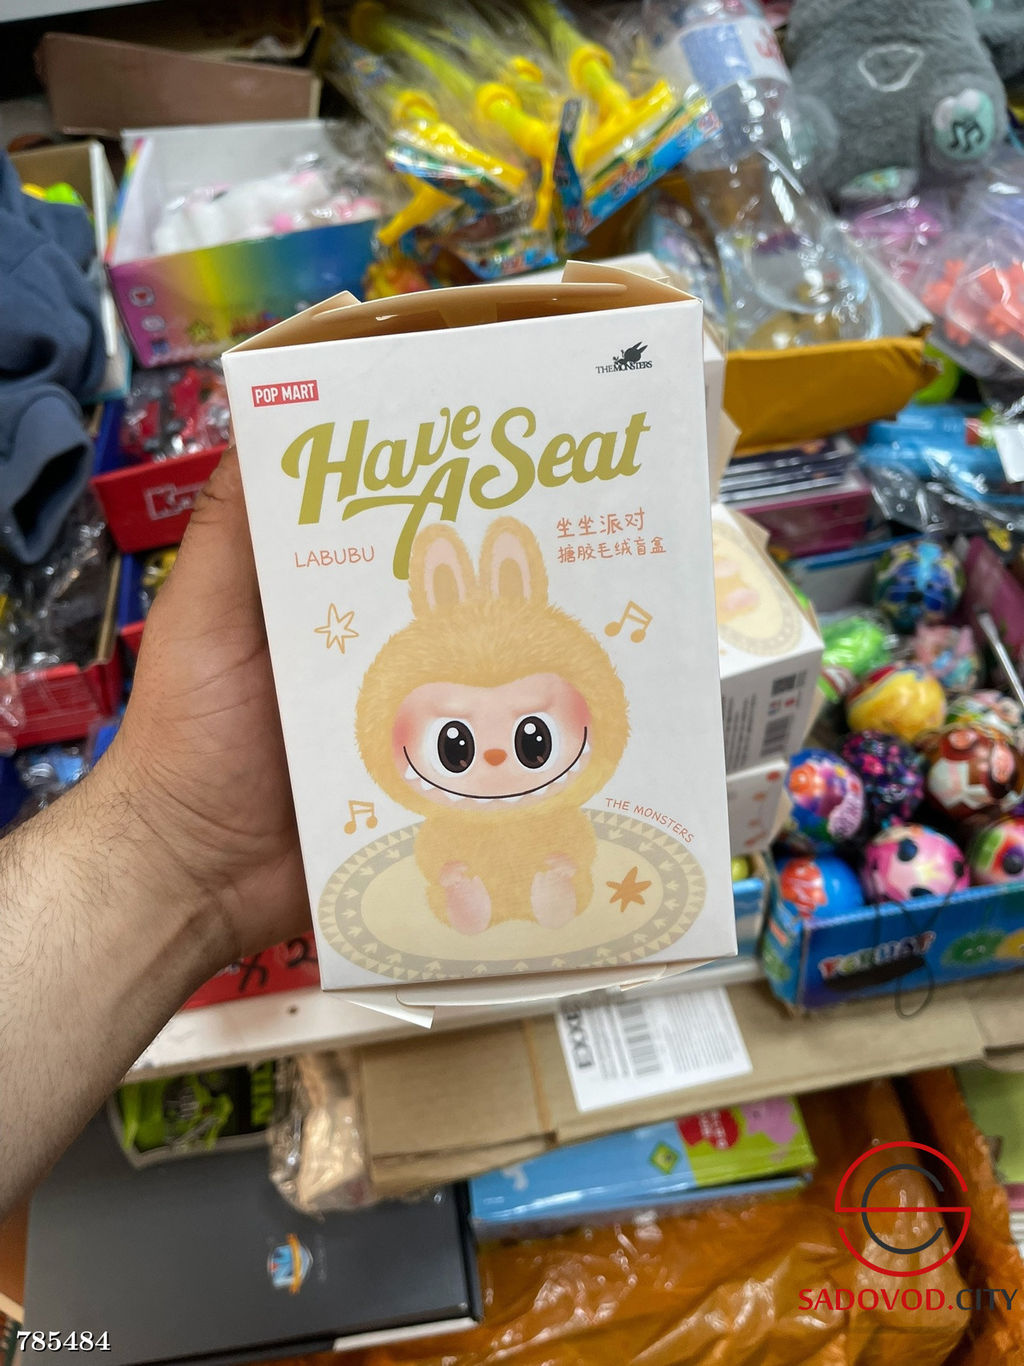 THE MONSTERS
POP MART
Have
A Seat
LABUBU
坐坐派对
搪胶毛绒盲盒
THE MONSTERS
SADOVOD.CITY
785484